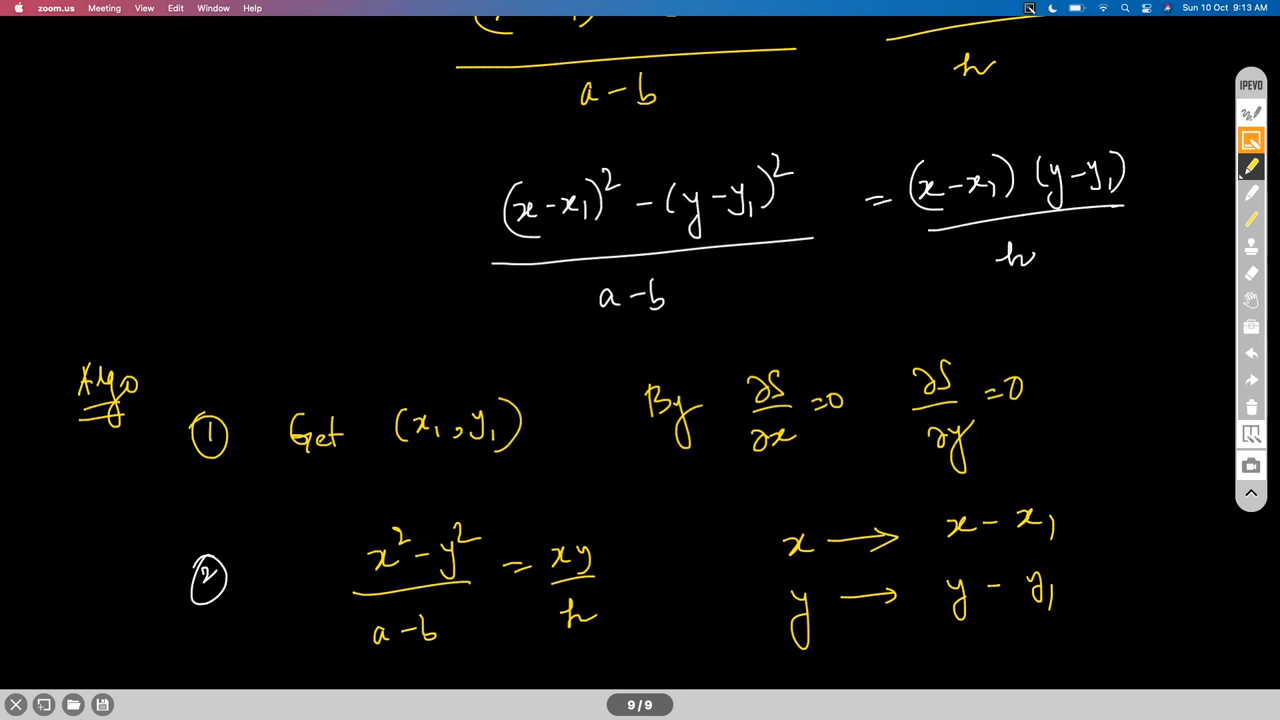 zoom.us Meeting View Edit Window Help Sun 10 Oct 9:13 AM
IPEVO
a-b h
(x-x₁)² - (y-y₁)² = (x-x₁) (y-y₁)
a-b h
Algo
① Get (x₁, y₁) By ∂S/∂x =0 ∂S/∂y =0
② x² - y² / a-b = xy / h x → x - x₁
y → y - y₁
9 / 9